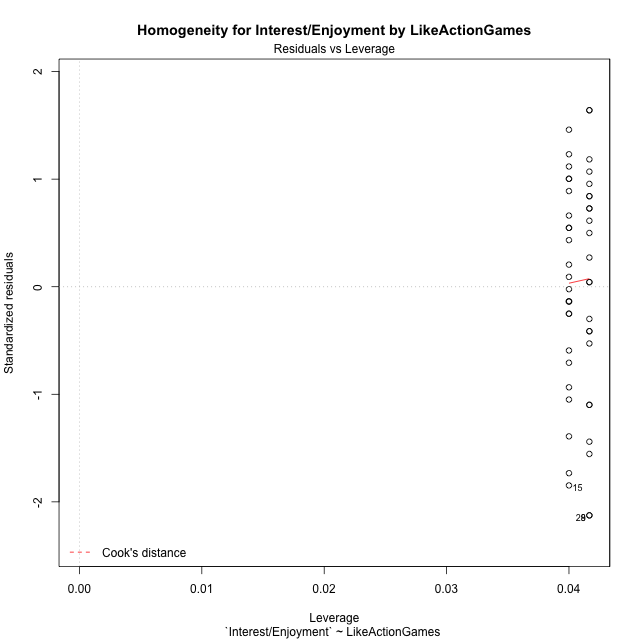 Homogeneity for Interest/Enjoyment by LikeActionGames
Residuals vs Leverage
2
1
0
-1
-2
Standardized residuals
15
Cook's distance
0.00 0.01 0.02 0.03 0.04
Leverage
`Interest/Enjoyment` ~ LikeActionGames